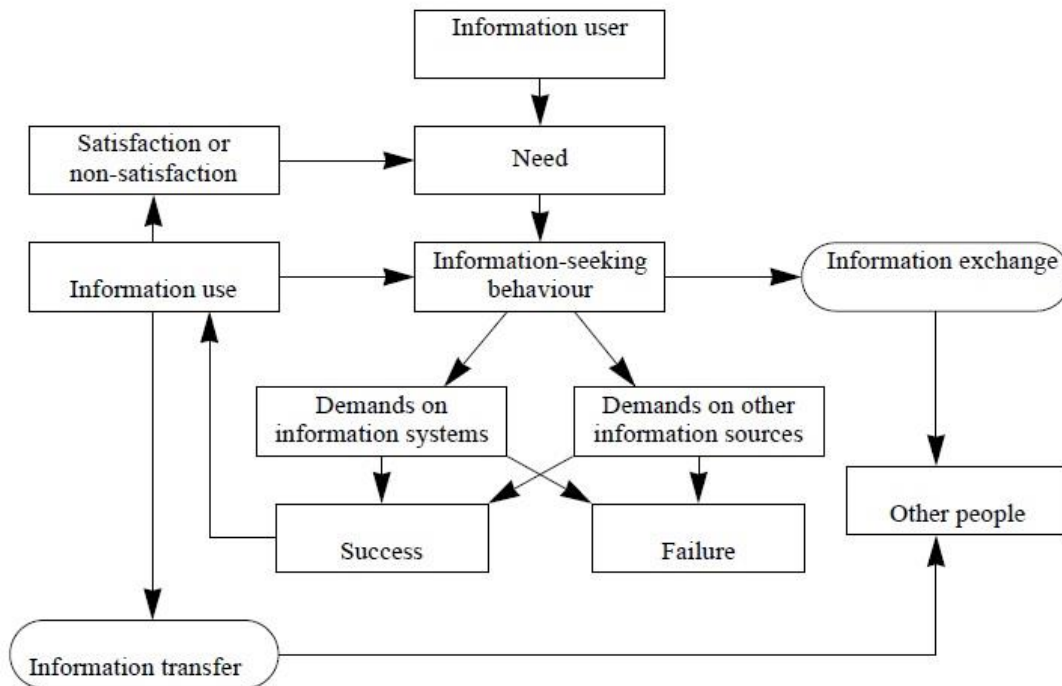 Information user
Satisfaction or
non-satisfaction
Need
Information use
Information-seeking
behaviour
Information exchange
Demands on
information systems
Demands on other
information sources
Success
Failure
Other people
Information transfer